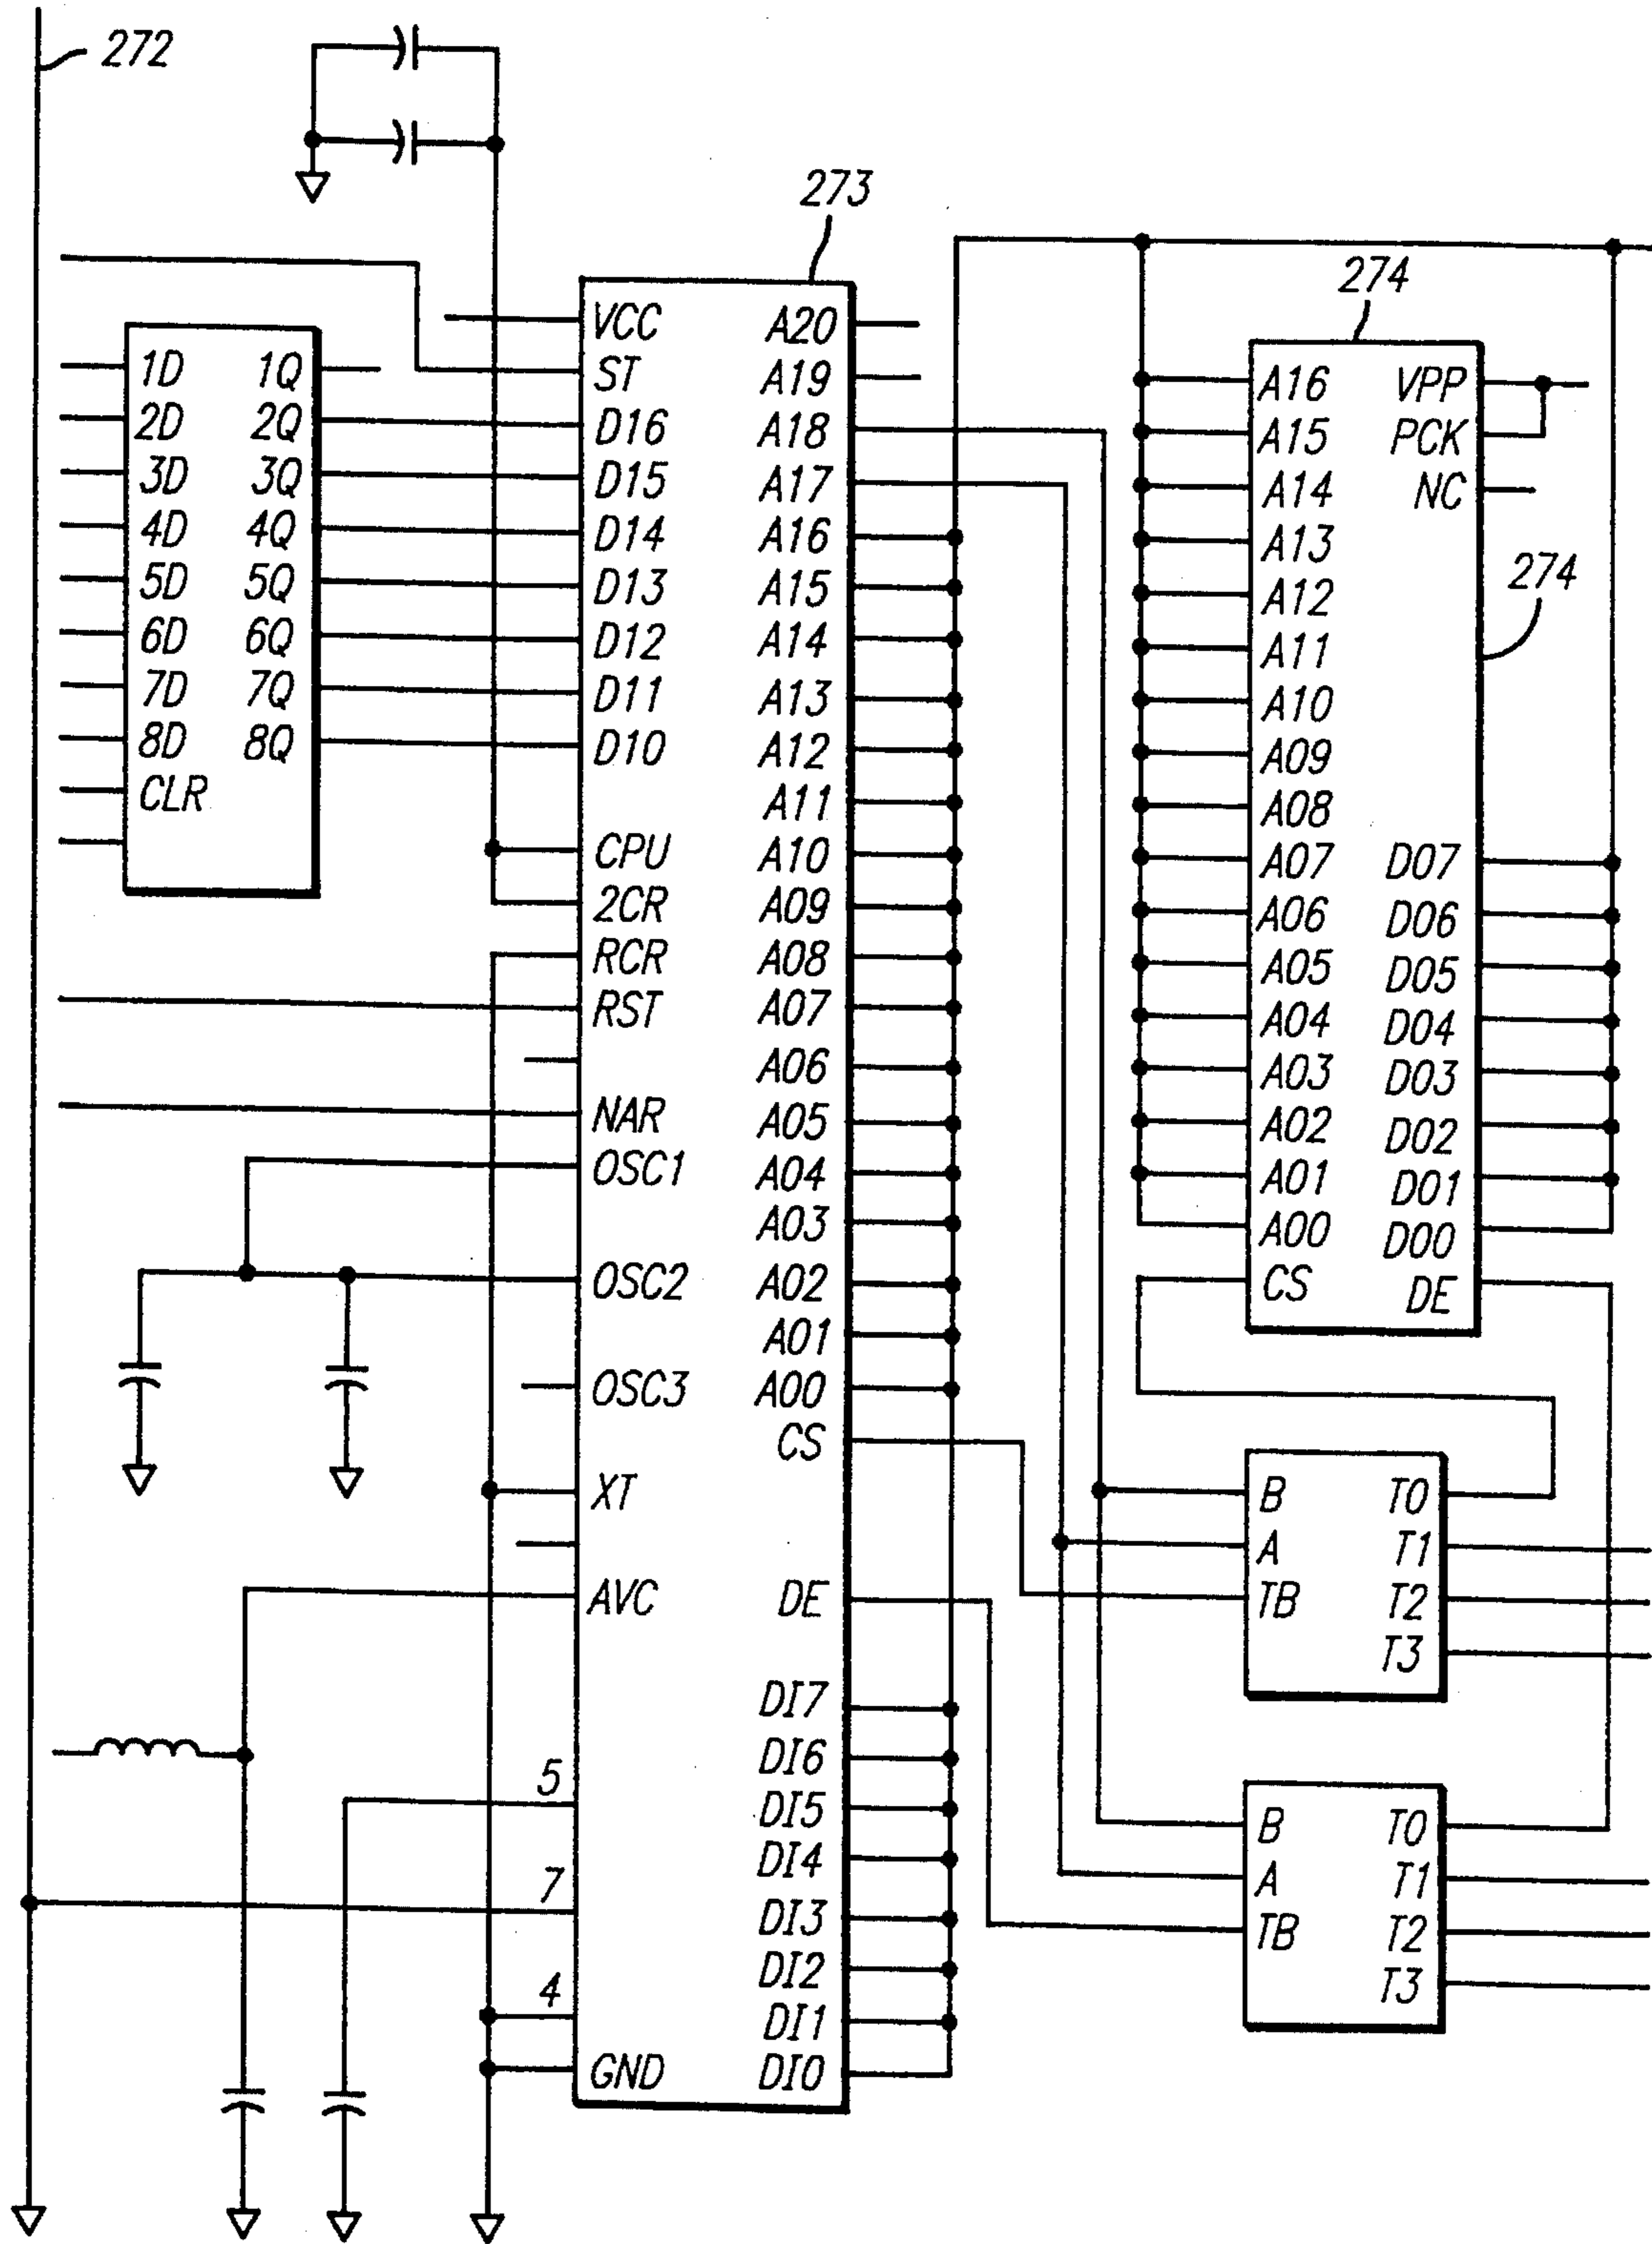 272
273
274
1D 1Q
2D 2Q
3D 3Q
4D 4Q
5D 5Q
6D 6Q
7D 7Q
8D 8Q
CLR
VCC A20
ST A19
D16 A18
D15 A17
D14 A16
D13 A15
D12 A14
D11 A13
D10 A12
A11
CPU A10
2CR A09
RCR A08
RST A07
A06
NAR A05
OSC1 A04
A03
OSC2 A02
A01
OSC3 A00
CS
XT
AVC DE
DI7
DI6
5 DI5
DI4
7 DI3
DI2
4 DI1
GND DI0
A16 VPP
A15 PCK
A14 NC
A13
274
A12
A11
A10
A09
A08
A07 D07
A06 D06
A05 D05
A04 D04
A03 D03
A02 D02
A01 D01
A00 D00
CS DE
B T0
A T1
TB T2
T3
B T0
A T1
TB T2
T3